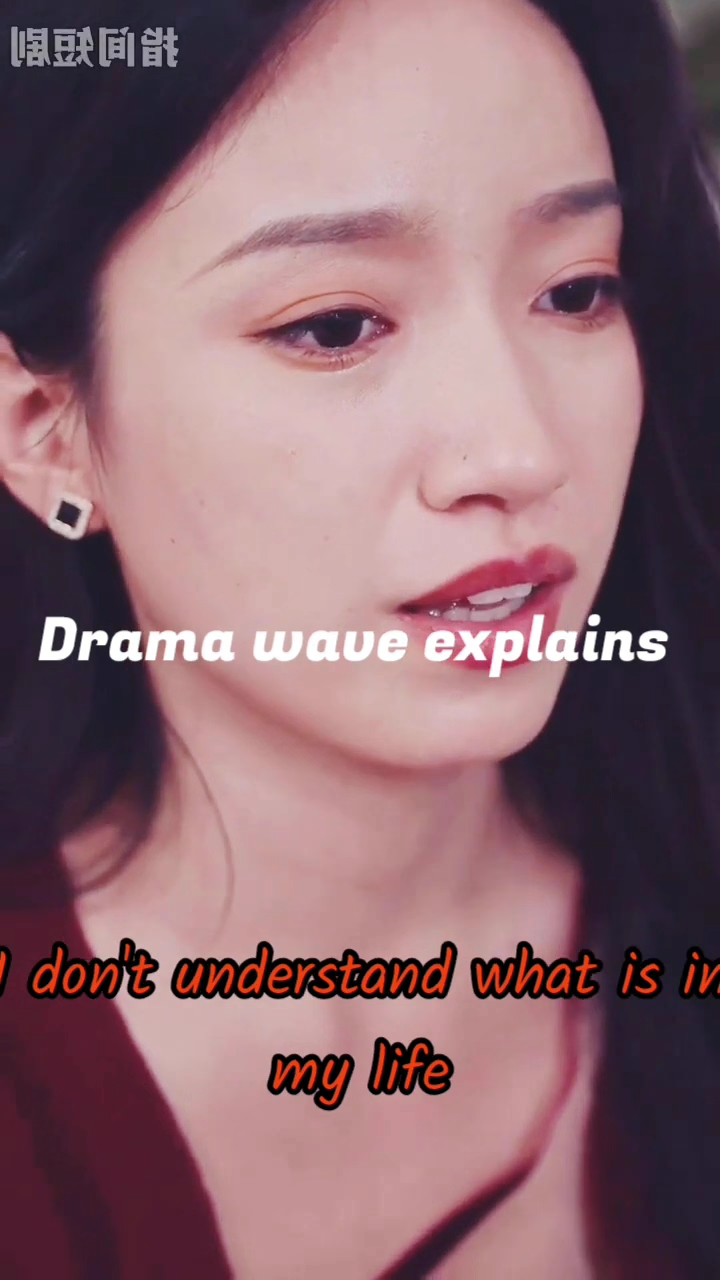 指间短剧
Drama wave explains
I don't understand what is in
my life